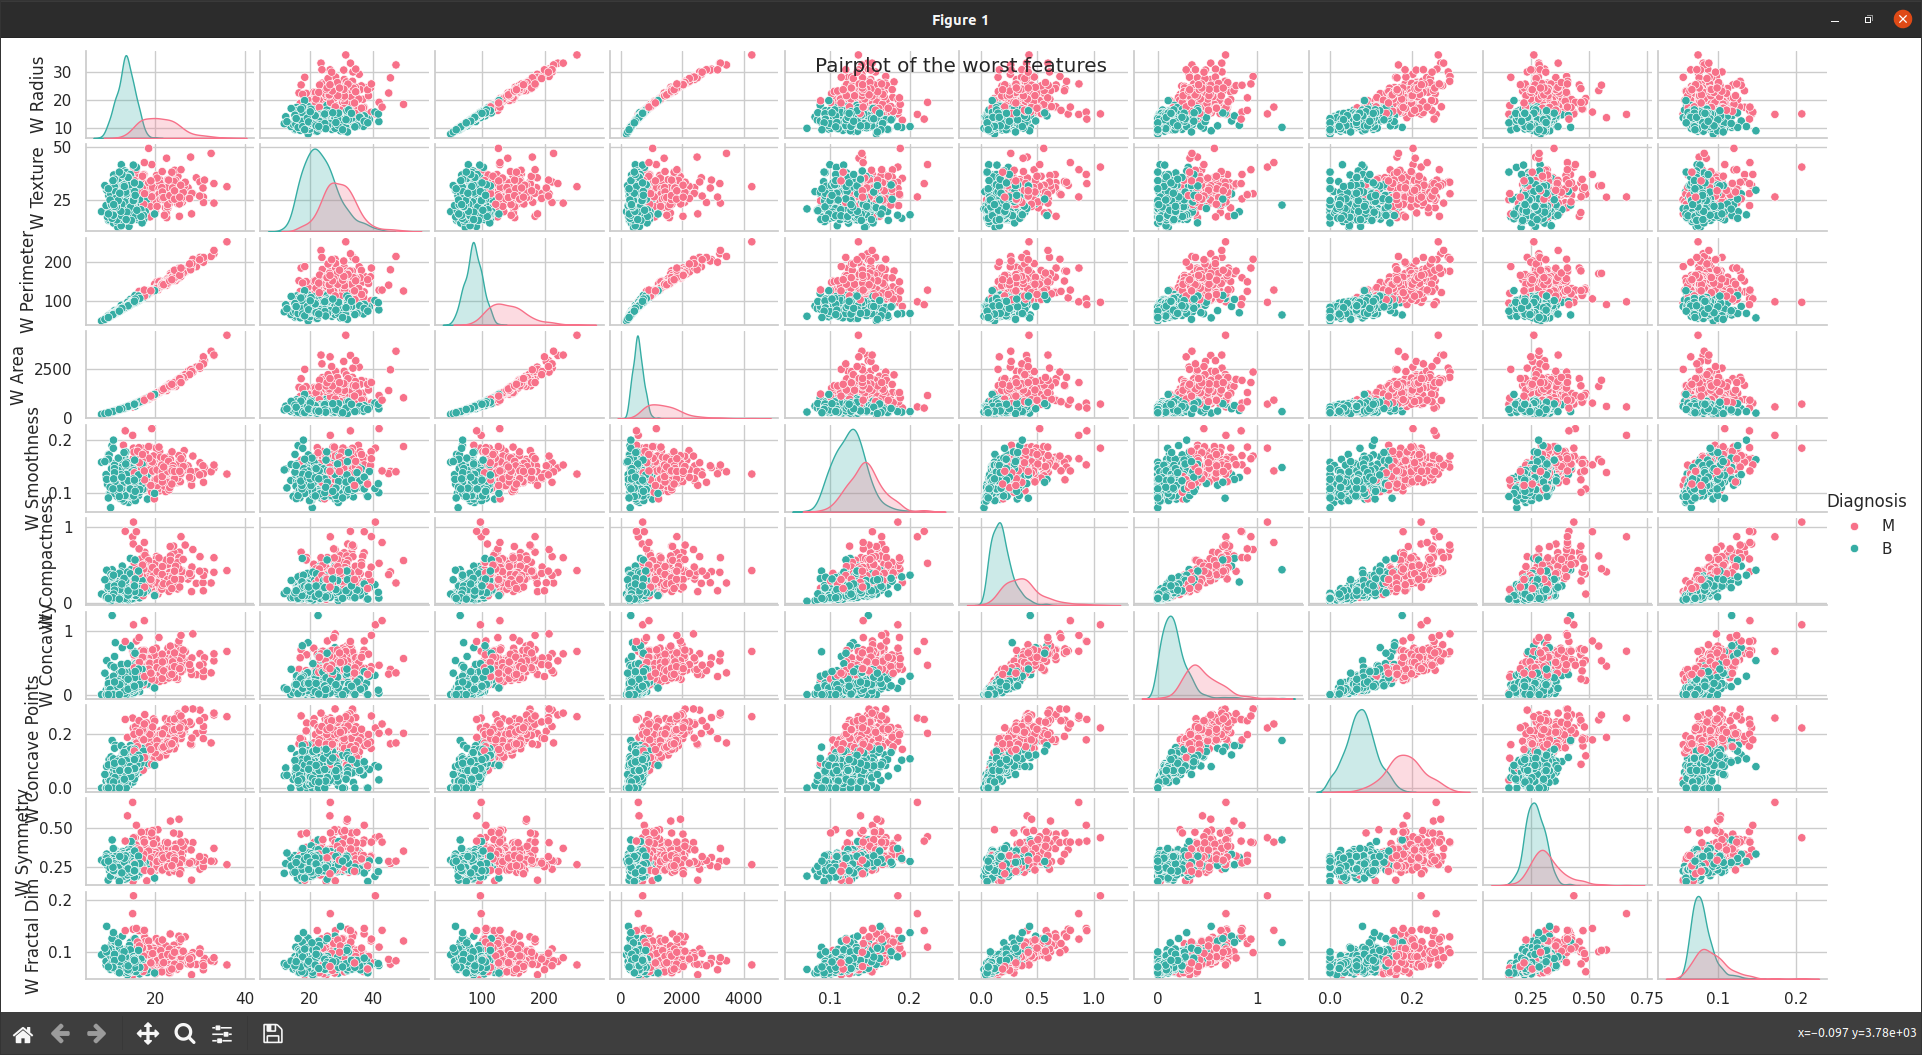 Figure 1
Pairplot of the worst features
W Radius
30
20
10
W Texture
50
25
W Perimeter
200
100
W Area
2500
0
W Smoothness
0.2
0.1
W Compactness
1
0
W Concavity
1
0
W Concave Points
0.2
0.0
W Symmetry
0.50
0.25
W Fractal Dim
0.2
0.1
20 40 20 40 100 200 0 2000 4000 0.1 0.2 0.0 0.5 1.0 0 1 0.0 0.2 0.25 0.50 0.75 0.1 0.2
Diagnosis
M
B
x=−0.097 y=3.78e+03